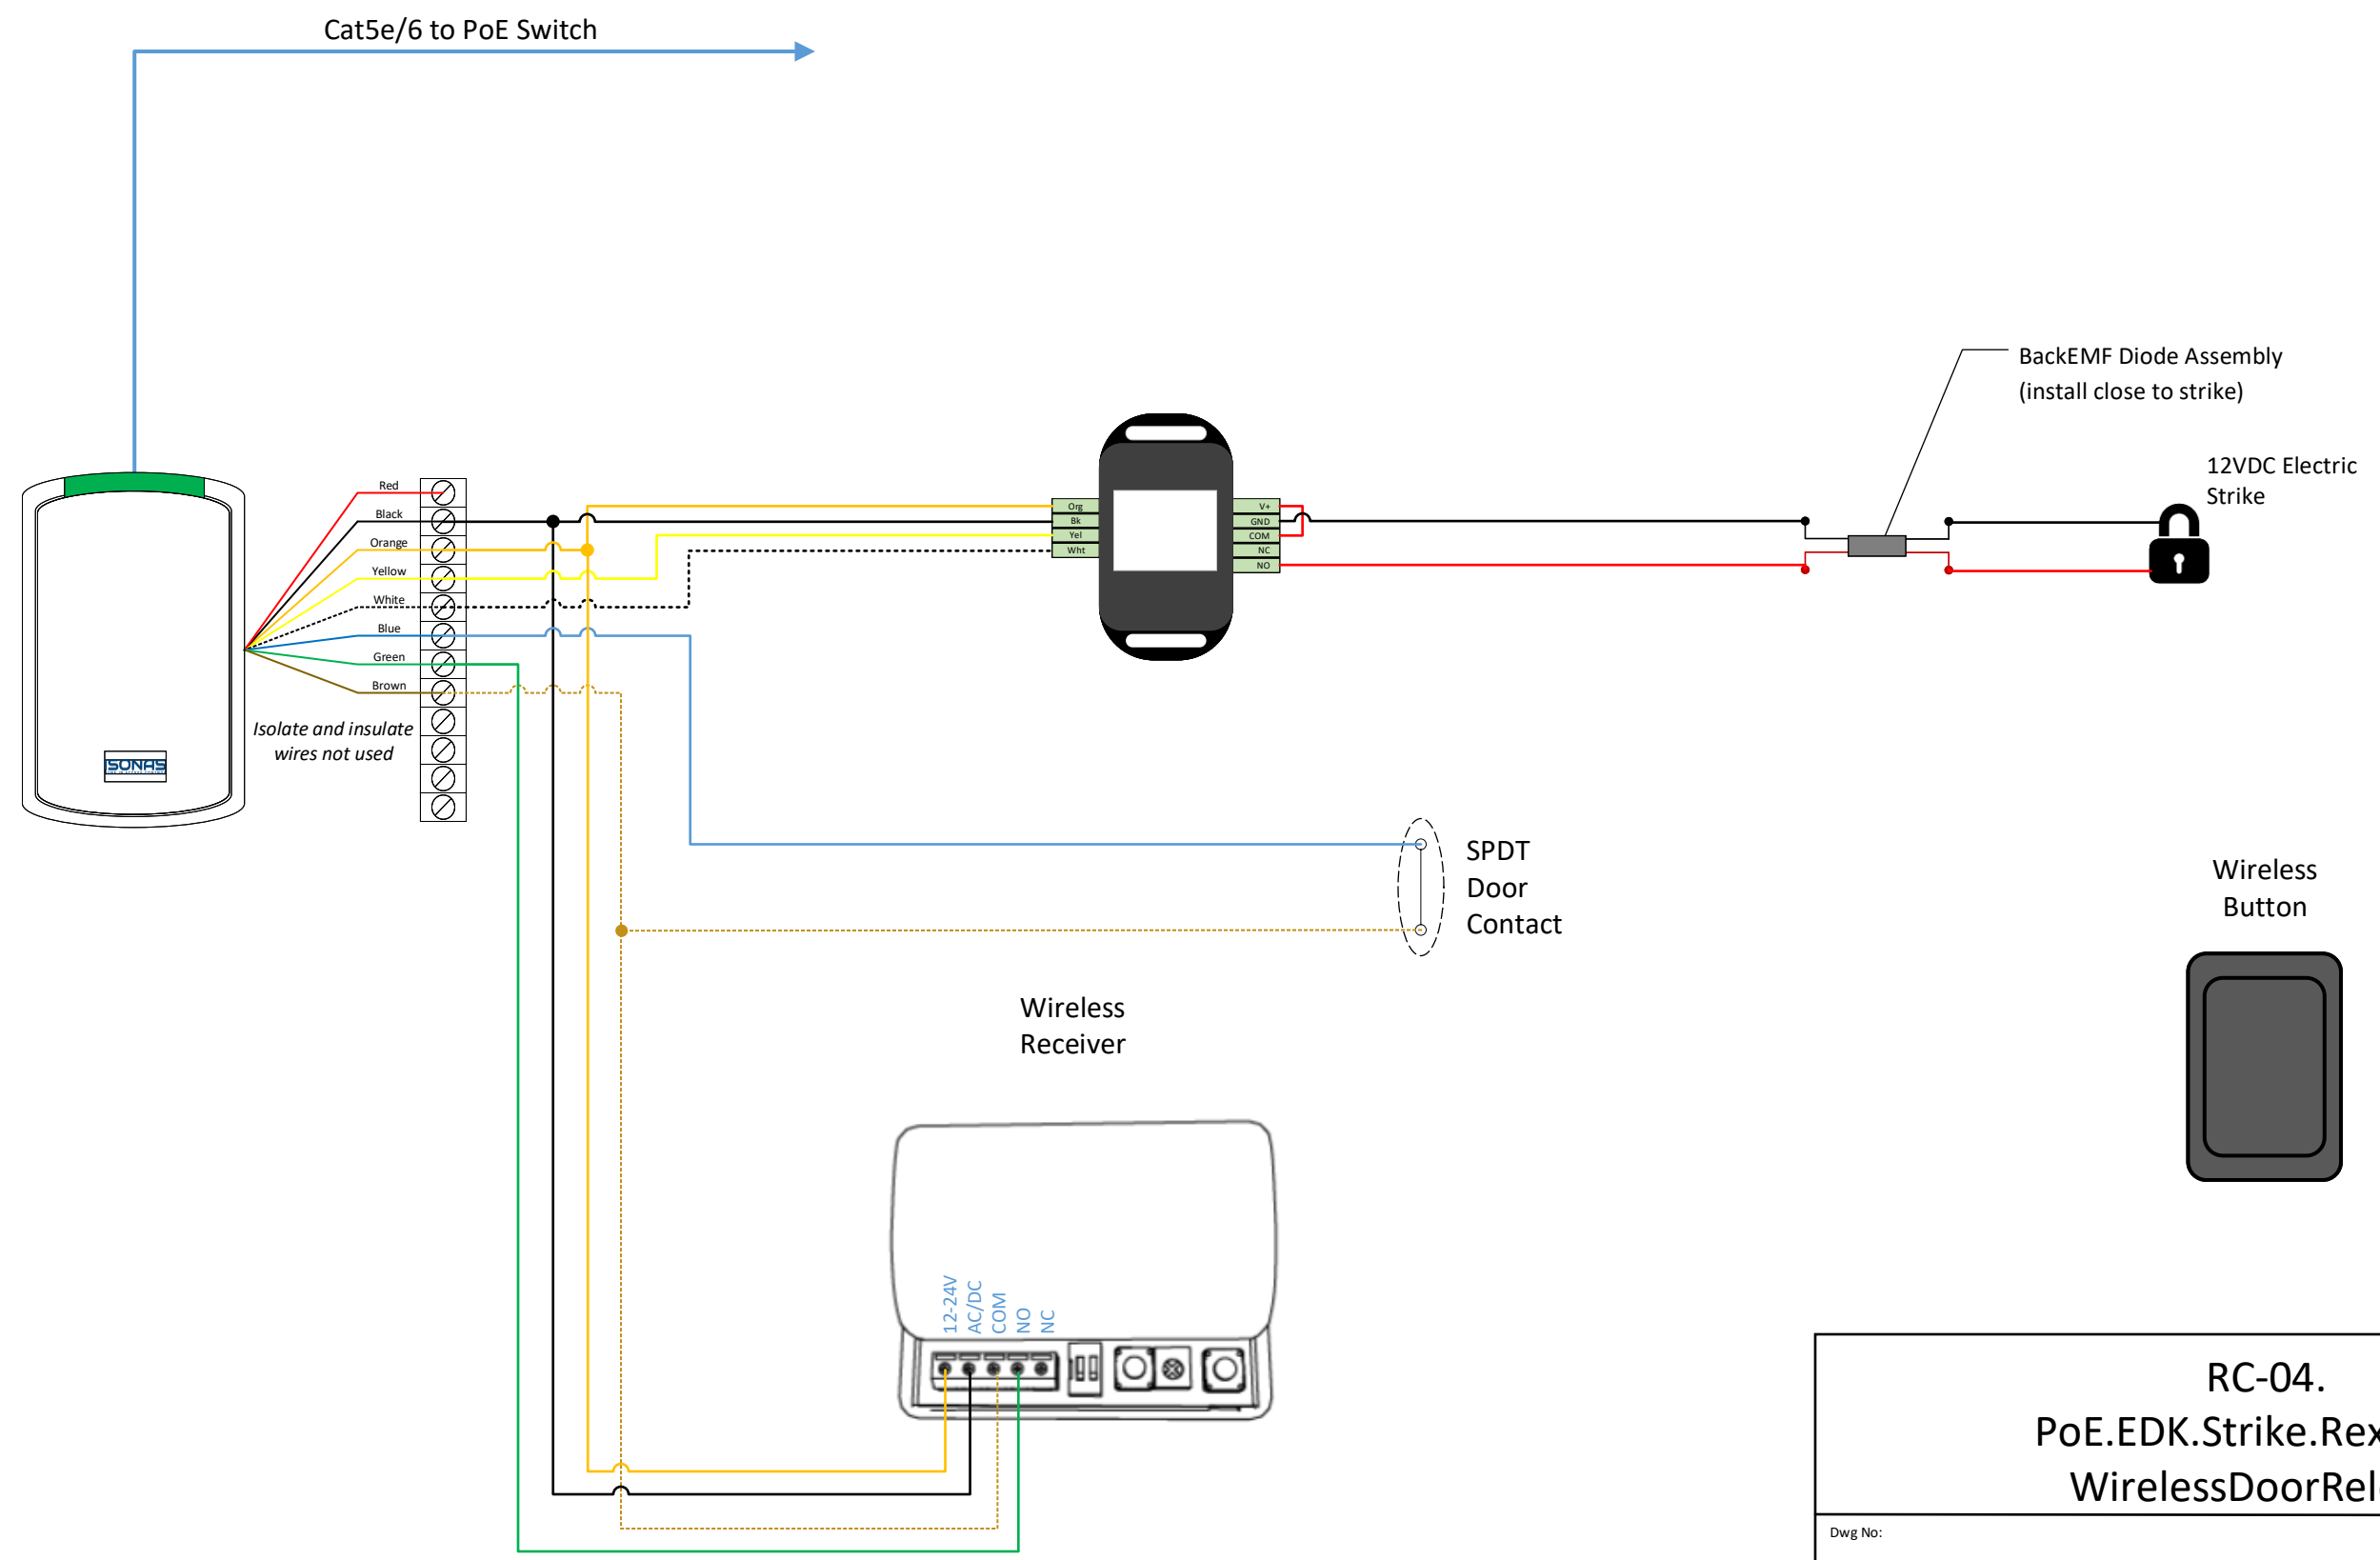 Cat5e/6 to PoE Switch
BackEMF Diode Assembly
(install close to strike)
12VDC Electric
Strike
Red
Black
Orange
Yellow
White
Blue
Green
Brown
Isolate and insulate
wires not used
ISONAS
Org
Bk
Yel
Wht
V+
GND
COM
NC
NO
SPDT
Door
Contact
Wireless
Button
Wireless
Receiver
12-24V
AC/DC
COM
NO
NC
RC-04.
PoE.EDK.Strike.Rex
WirelessDoorRel
Dwg No: